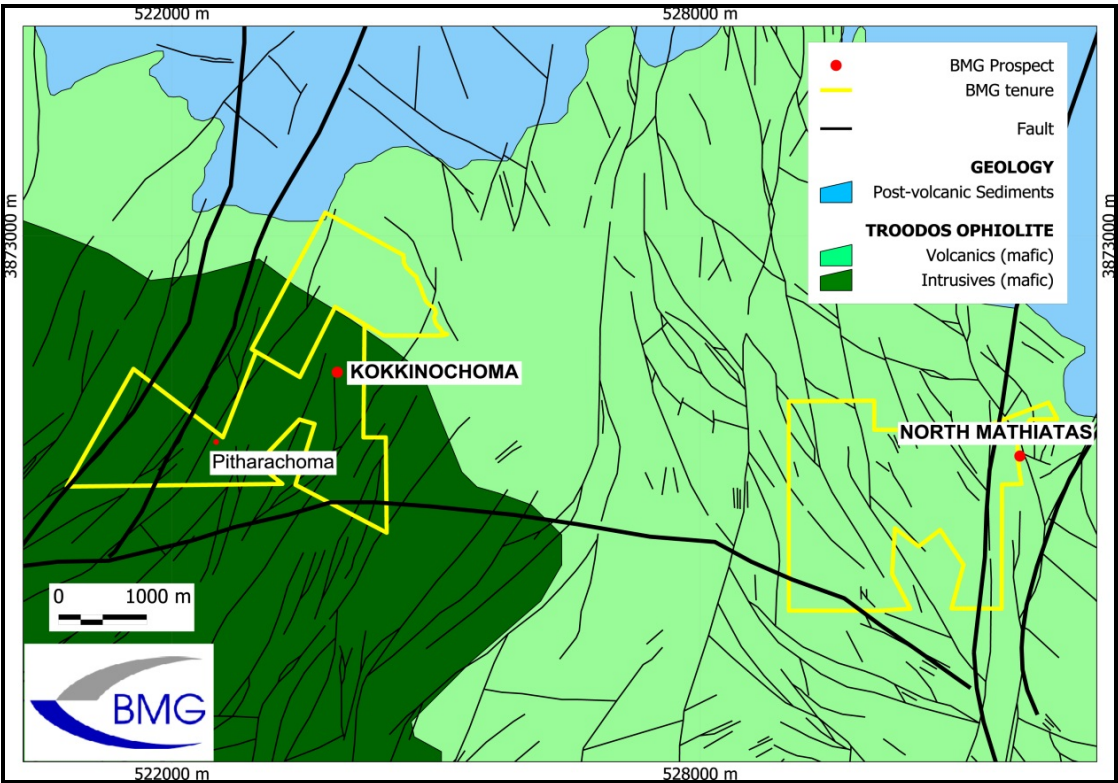 522000 m
528000 m
BMG Prospect
BMG tenure
Fault
GEOLOGY
Post-volcanic Sediments
TROODOS OPHIOLITE
Volcanics (mafic)
Intrusives (mafic)
3873000 m
3873000 m
KOKKINOCHOMA
NORTH MATHIATAS
Pitharachoma
0 1000 m
BMG
522000 m
528000 m